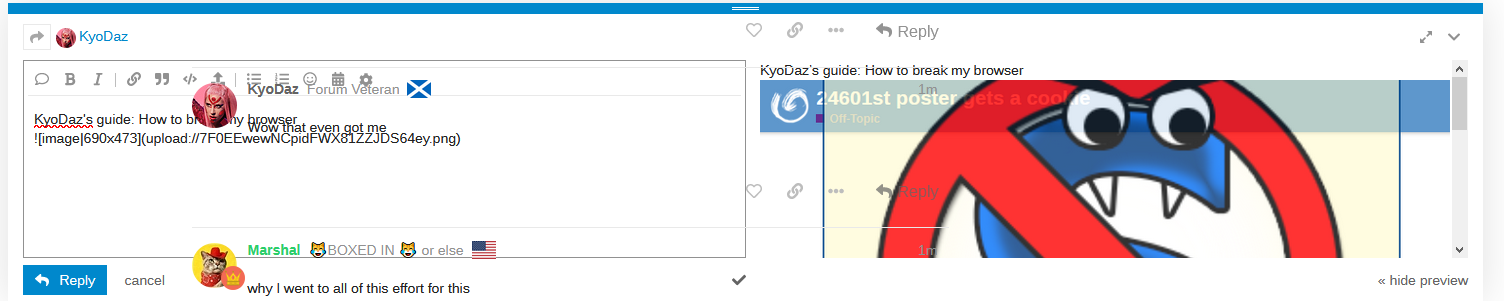 Reply
KyoDaz
KyoDaz's guide: How to break my browser
KyoDaz Forum Veteran
1m
24601st poster gets a cookie
Off-Topic
KyoDaz's guide: How to break my browser
Wow that even got me
![image|690x473](upload://7F0EEwewNCpidFWX81ZZJDS64ey.png)
Reply
Marshal BOXED IN or else
1m
Reply cancel
« hide preview
why I went to all of this effort for this